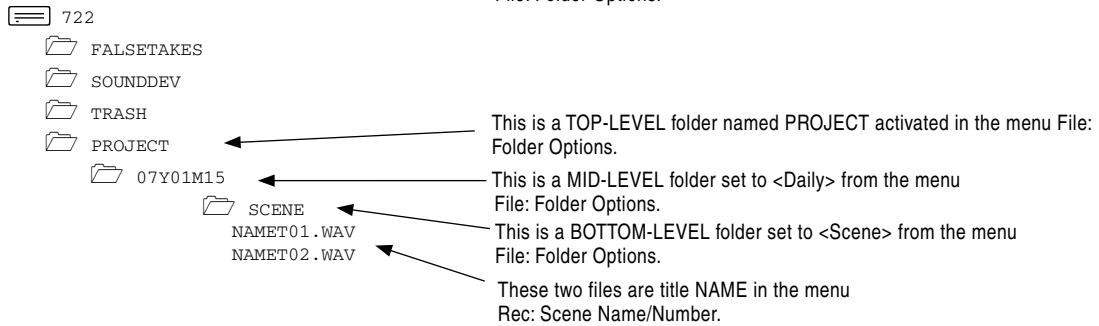 File: Folder Options.
722
FALSETAKES
SOUNDDEV
TRASH
PROJECT
This is a TOP-LEVEL folder named PROJECT activated in the menu File:
Folder Options.
07Y01M15
This is a MID-LEVEL folder set to <Daily> from the menu
File: Folder Options.
SCENE
NAMET01.WAV
NAMET02.WAV
This is a BOTTOM-LEVEL folder set to <Scene> from the menu
File: Folder Options.
These two files are title NAME in the menu
Rec: Scene Name/Number.